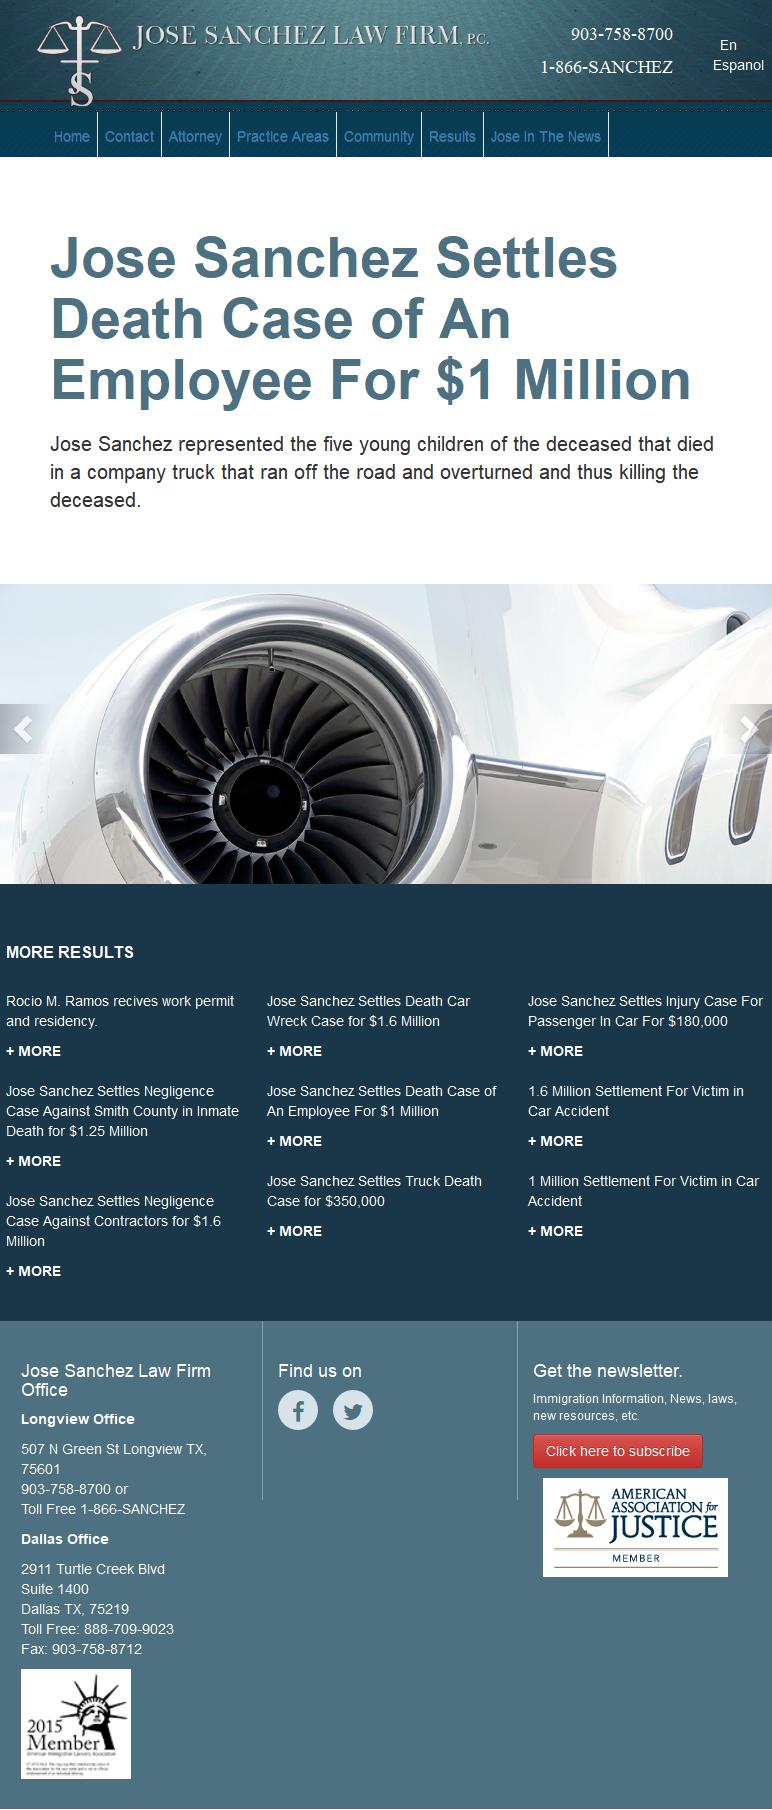 JOSE SANCHEZ LAW FIRM, P.C.
JS
903-758-8700
1-866-SANCHEZ
En
Espanol
Home
Contact
Attorney
Practice Areas
Community
Results
Jose In The News
Jose Sanchez Settles
Death Case of An
Employee For $1 Million
Jose Sanchez represented the five young children of the deceased that died
in a company truck that ran off the road and overturned and thus killing the
deceased.
MORE RESULTS
Rocio M. Ramos recives work permit
and residency.
+ MORE
Jose Sanchez Settles Negligence
Case Against Smith County in Inmate
Death for $1.25 Million
+ MORE
Jose Sanchez Settles Negligence
Case Against Contractors for $1.6
Million
+ MORE
Jose Sanchez Settles Death Car
Wreck Case for $1.6 Million
+ MORE
Jose Sanchez Settles Death Case of
An Employee For $1 Million
+ MORE
Jose Sanchez Settles Truck Death
Case for $350,000
+ MORE
Jose Sanchez Settles Injury Case For
Passenger In Car For $180,000
+ MORE
1.6 Million Settlement For Victim in
Car Accident
+ MORE
1 Million Settlement For Victim in Car
Accident
+ MORE
Jose Sanchez Law Firm
Office
Longview Office
507 N Green St Longview TX,
75601
903-758-8700 or
Toll Free 1-866-SANCHEZ
Dallas Office
2911 Turtle Creek Blvd
Suite 1400
Dallas TX, 75219
Toll Free: 888-709-9023
Fax: 903-758-8712
2015
Member
American Immigration Lawyers Association
Find us on
Get the newsletter.
Immigration Information, News, laws,
new resources, etc.
Click here to subscribe
AMERICAN
ASSOCIATION for
JUSTICE
MEMBER